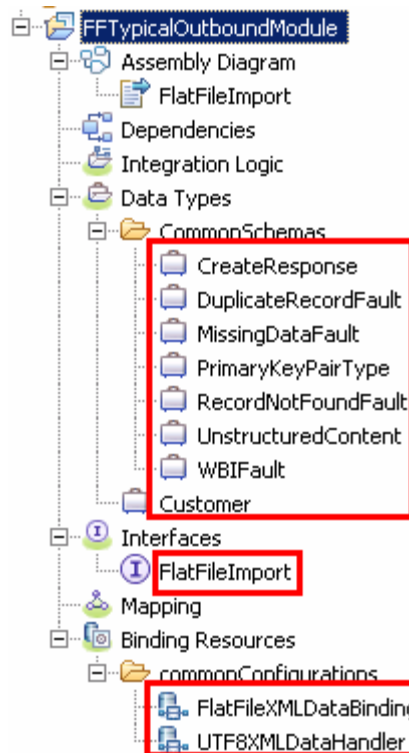 FFTypicalOutboundModule
Assembly Diagram
FlatFileImport
Dependencies
Integration Logic
Data Types
CommonSchemas
CreateResponse
DuplicateRecordFault
MissingDataFault
PrimaryKeyPairType
RecordNotFoundFault
UnstructuredContent
WBIFault
Customer
Interfaces
I FlatFileImport
Mapping
Binding Resources
commonConfigurations
FlatFileXMLDataBinding
UTF8XMLDataHandler